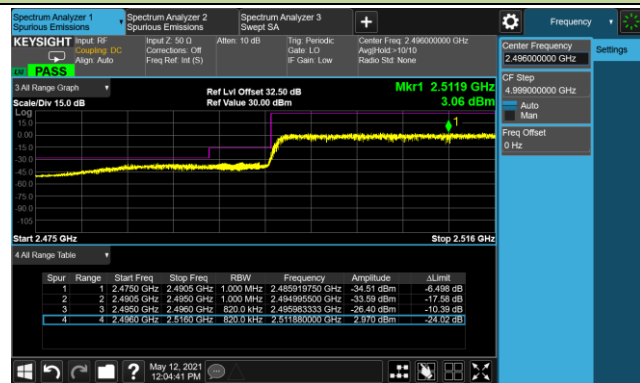 Spectrum Analyzer 1
Spurious Emissions
Spectrum Analyzer 2
Spurious Emissions
Spectrum Analyzer 3
Swept SA
+
Frequency
KEYSIGHT
Input: RF
Coupling: DC
Align: Auto
Input Z: 50 Ω
Corrections: Off
Freq Ref: Int (S)
Atten: 10 dB
Trig: Periodic
Gate: LO
IF Gain: Low
Center Freq: 2.496000000 GHz
Avg|Hold:>10/10
Radio Std: None
PASS
Center Frequency
2.496000000 GHz
Settings
CF Step
4.999000000 GHz
Auto
Man
Freq Offset
0 Hz
3 All Range Graph
Scale/Div 15.0 dB
Ref Lvl Offset 32.50 dB
Ref Value 30.00 dBm
Mkr1 2.5119 GHz
3.06 dBm
Log
15.0
0.00
-15.0
-30.0
-45.0
-60.0
-75.0
-90.0
-105
1
Start 2.475 GHz
Stop 2.516 GHz
4 All Range Table
Spur Range Start Freq Stop Freq RBW Frequency Amplitude ΔLimit
1 1 2.4750 GHz 2.4905 GHz 1.000 MHz 2.485919750 GHz -34.51 dBm -6.498 dB
2 2 2.4905 GHz 2.4950 GHz 1.000 MHz 2.494995500 GHz -33.59 dBm -17.58 dB
3 3 2.4950 GHz 2.4960 GHz 820.0 kHz 2.495983333 GHz -26.40 dBm -10.39 dB
4 4 2.4960 GHz 2.5160 GHz 820.0 kHz 2.511880000 GHz 2.970 dBm -24.02 dB
?
May 12, 2021
12:04:41 PM